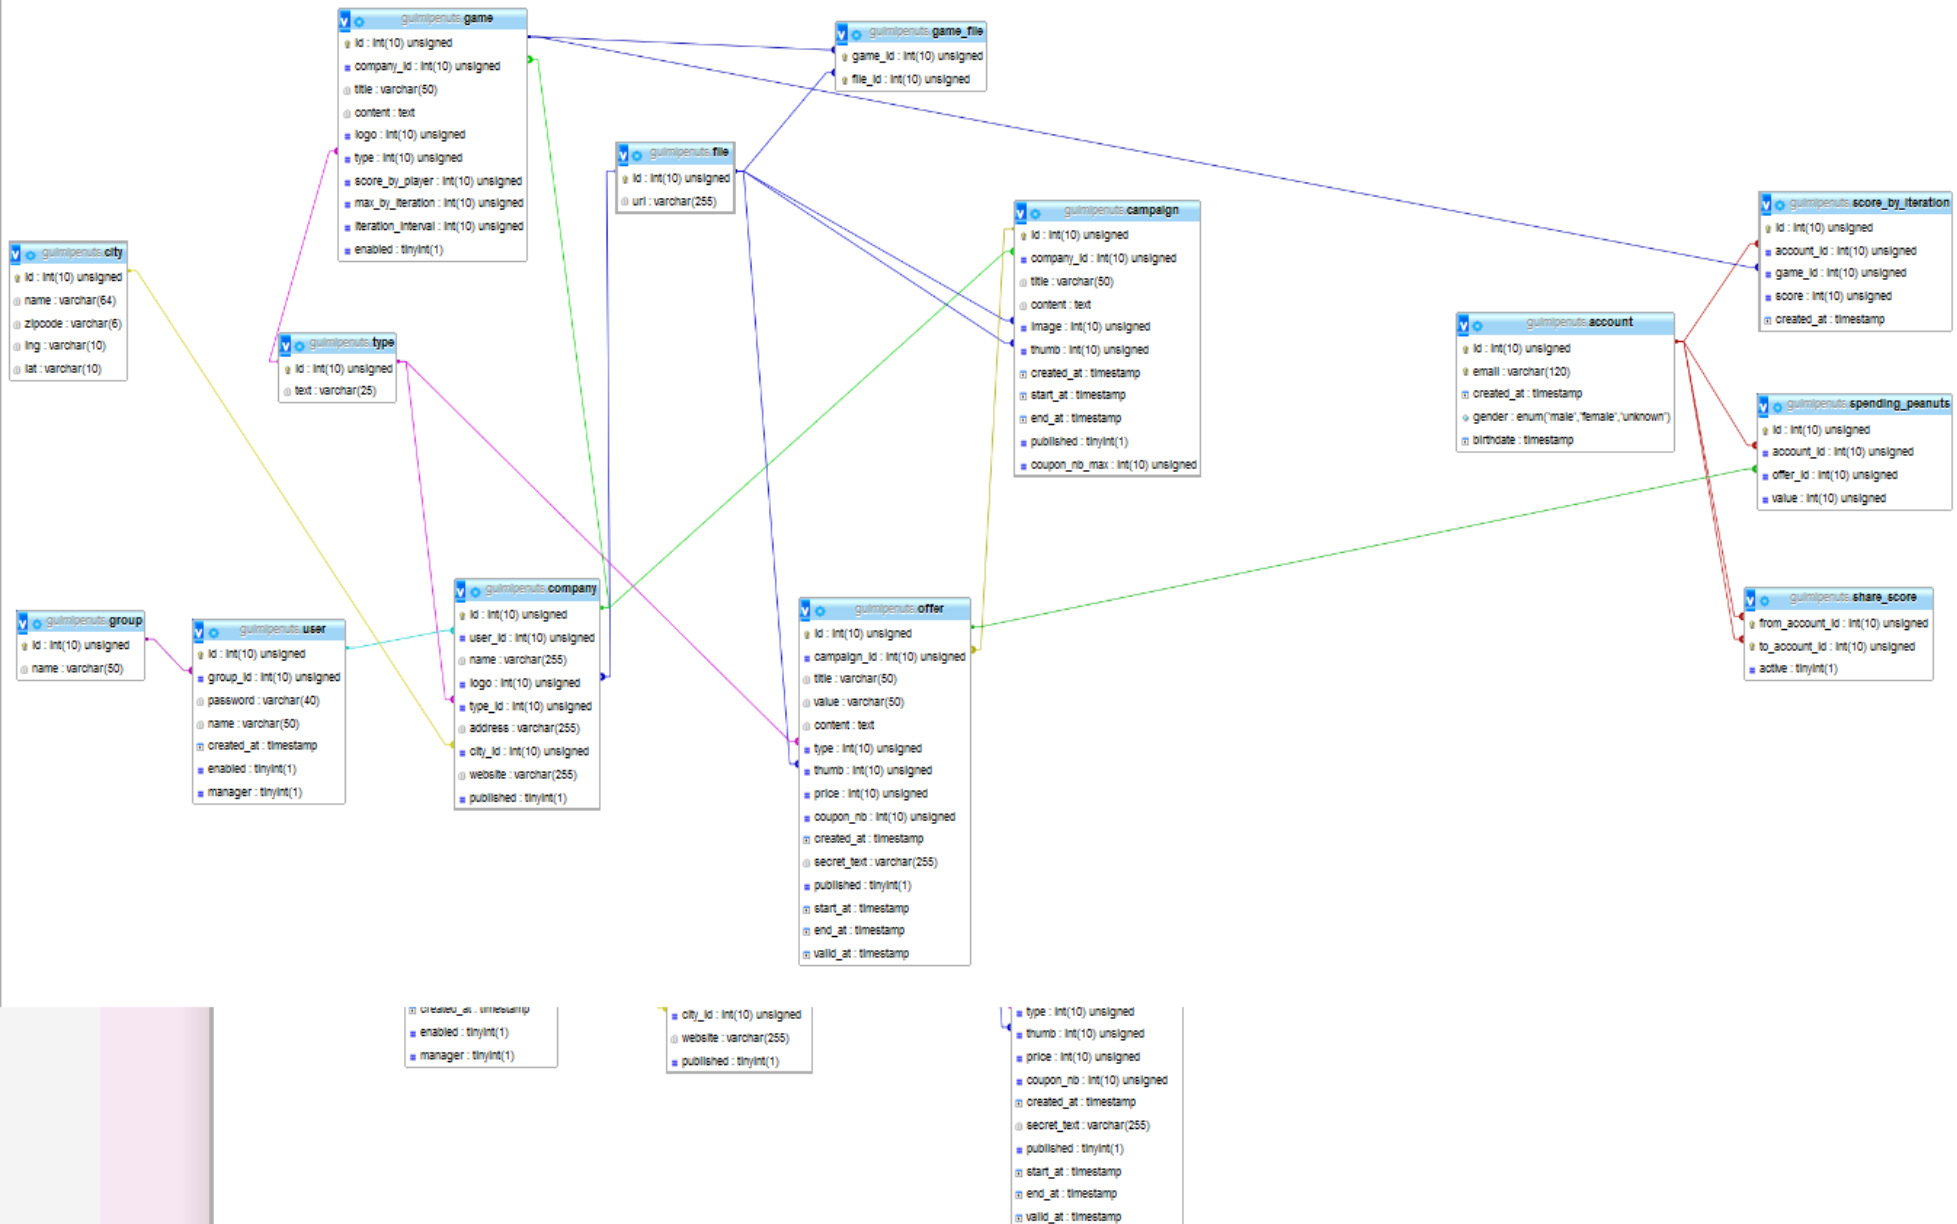 guimipenuts.game
id : int(10) unsigned
company_id : int(10) unsigned
title : varchar(50)
content : text
logo : int(10) unsigned
type : int(10) unsigned
score_by_player : int(10) unsigned
max_by_iteration : int(10) unsigned
iteration_interval : int(10) unsigned
enabled : tinyint(1)
guimipenuts.game_file
game_id : int(10) unsigned
file_id : int(10) unsigned
guimipenuts.file
id : int(10) unsigned
url : varchar(255)
guimipenuts.campaign
id : int(10) unsigned
company_id : int(10) unsigned
title : varchar(50)
content : text
image : int(10) unsigned
thumb : int(10) unsigned
created_at : timestamp
start_at : timestamp
end_at : timestamp
published : tinyint(1)
coupon_nb_max : int(10) unsigned
guimipenuts.score_by_iteration
id : int(10) unsigned
account_id : int(10) unsigned
game_id : int(10) unsigned
score : int(10) unsigned
created_at : timestamp
guimipenuts.city
id : int(10) unsigned
name : varchar(64)
zipcode : varchar(6)
lng : varchar(10)
lat : varchar(10)
guimipenuts.type
id : int(10) unsigned
text : varchar(25)
guimipenuts.account
id : int(10) unsigned
email : varchar(120)
created_at : timestamp
gender : enum('male','female','unknown')
birthdate : timestamp
guimipenuts.spending_peanuts
id : int(10) unsigned
account_id : int(10) unsigned
offer_id : int(10) unsigned
value : int(10) unsigned
guimipenuts.group
id : int(10) unsigned
name : varchar(50)
guimipenuts.user
id : int(10) unsigned
group_id : int(10) unsigned
password : varchar(40)
name : varchar(50)
created_at : timestamp
enabled : tinyint(1)
manager : tinyint(1)
guimipenuts.company
id : int(10) unsigned
user_id : int(10) unsigned
name : varchar(255)
logo : int(10) unsigned
type_id : int(10) unsigned
address : varchar(255)
city_id : int(10) unsigned
website : varchar(255)
published : tinyint(1)
guimipenuts.offer
id : int(10) unsigned
campaign_id : int(10) unsigned
title : varchar(50)
value : varchar(50)
content : text
type : int(10) unsigned
thumb : int(10) unsigned
price : int(10) unsigned
coupon_nb : int(10) unsigned
created_at : timestamp
secret_text : varchar(255)
published : tinyint(1)
start_at : timestamp
end_at : timestamp
valid_at : timestamp
guimipenuts.share_score
from_account_id : int(10) unsigned
to_account_id : int(10) unsigned
active : tinyint(1)
created_at : timestamp
enabled : tinyint(1)
manager : tinyint(1)
city_id : int(10) unsigned
website : varchar(255)
published : tinyint(1)
type : int(10) unsigned
thumb : int(10) unsigned
price : int(10) unsigned
coupon_nb : int(10) unsigned
created_at : timestamp
secret_text : varchar(255)
published : tinyint(1)
start_at : timestamp
end_at : timestamp
valid_at : timestamp